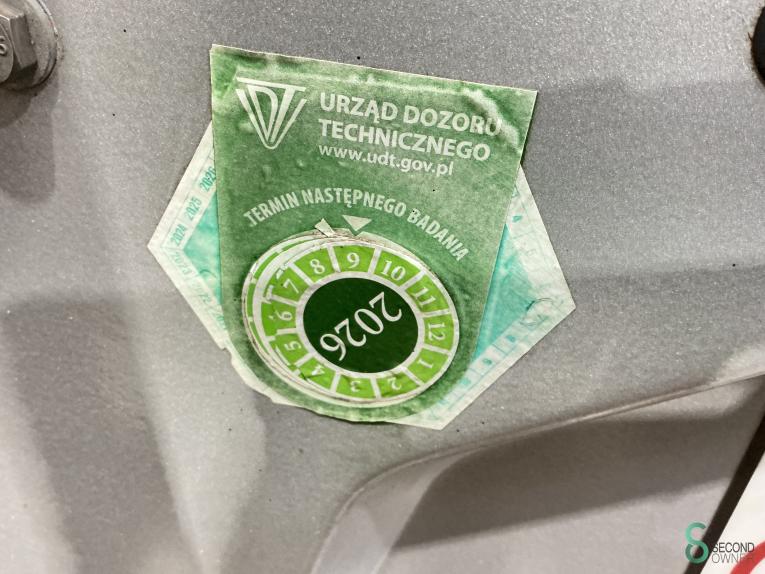 UDT
URZĄD DOZORU
TECHNICZNEGO
www.udt.gov.pl
TERMIN NASTĘPNEGO BADANIA
1 2 3 4 5 6 7 8 9 10 11 12
2026
2024 2025
SECOND
OWNER